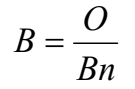 B = O / Bn